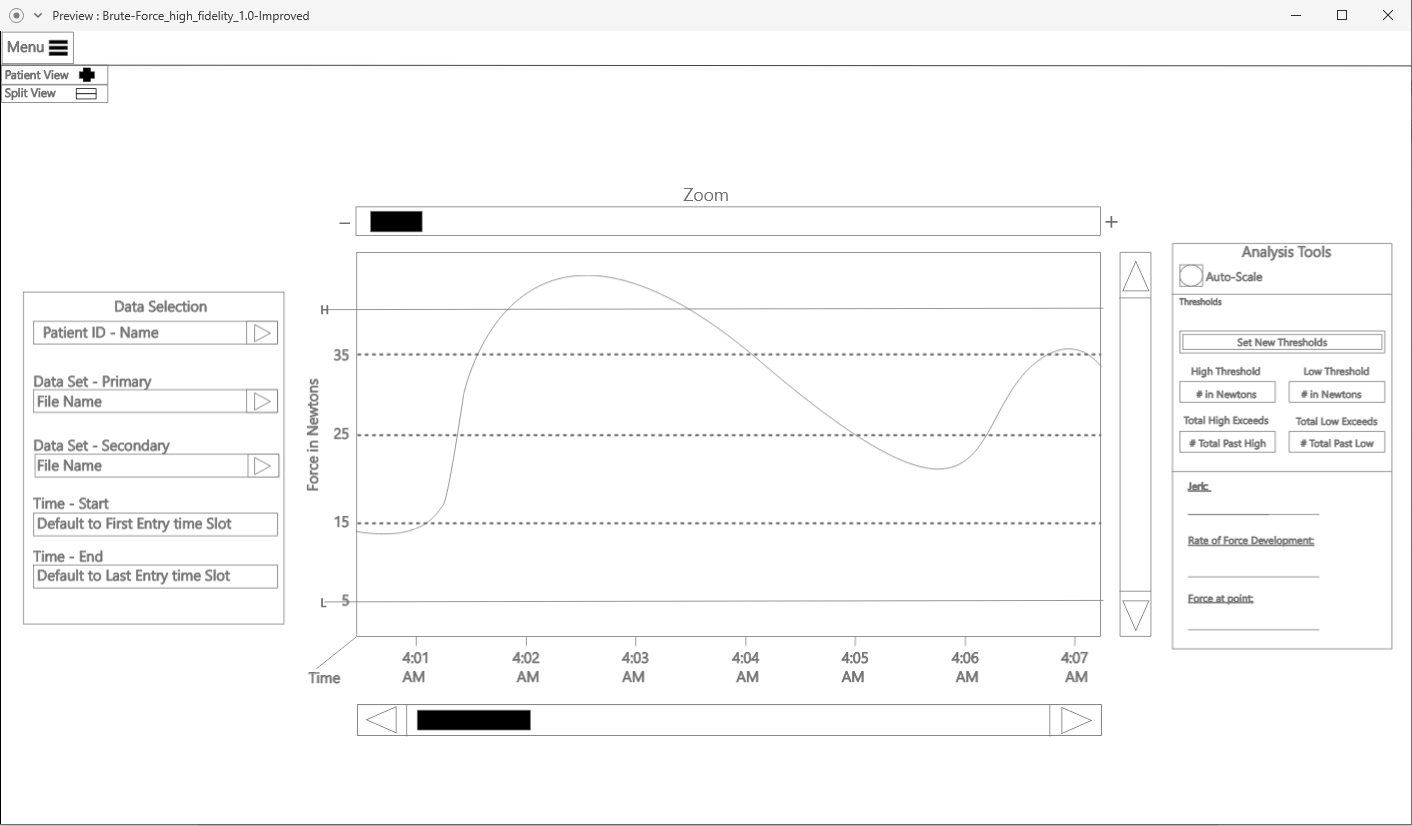 Preview : Brute-Force_high_fidelity_1.0-Improved
Menu
Patient View
Split View
Zoom
− +
Data Selection
Patient ID - Name
Data Set - Primary
File Name
Data Set - Secondary
File Name
Time - Start
Default to First Entry time Slot
Time - End
Default to Last Entry time Slot
Force in Newtons
H
35
25
15
L 5
Time
4:01 AM
4:02 AM
4:03 AM
4:04 AM
4:05 AM
4:06 AM
4:07 AM
Analysis Tools
Auto-Scale
Thresholds
Set New Thresholds
High Threshold Low Threshold
# in Newtons # in Newtons
Total High Exceeds Total Low Exceeds
# Total Past High # Total Past Low
Jeric
Rate of Force Development:
Force at point: